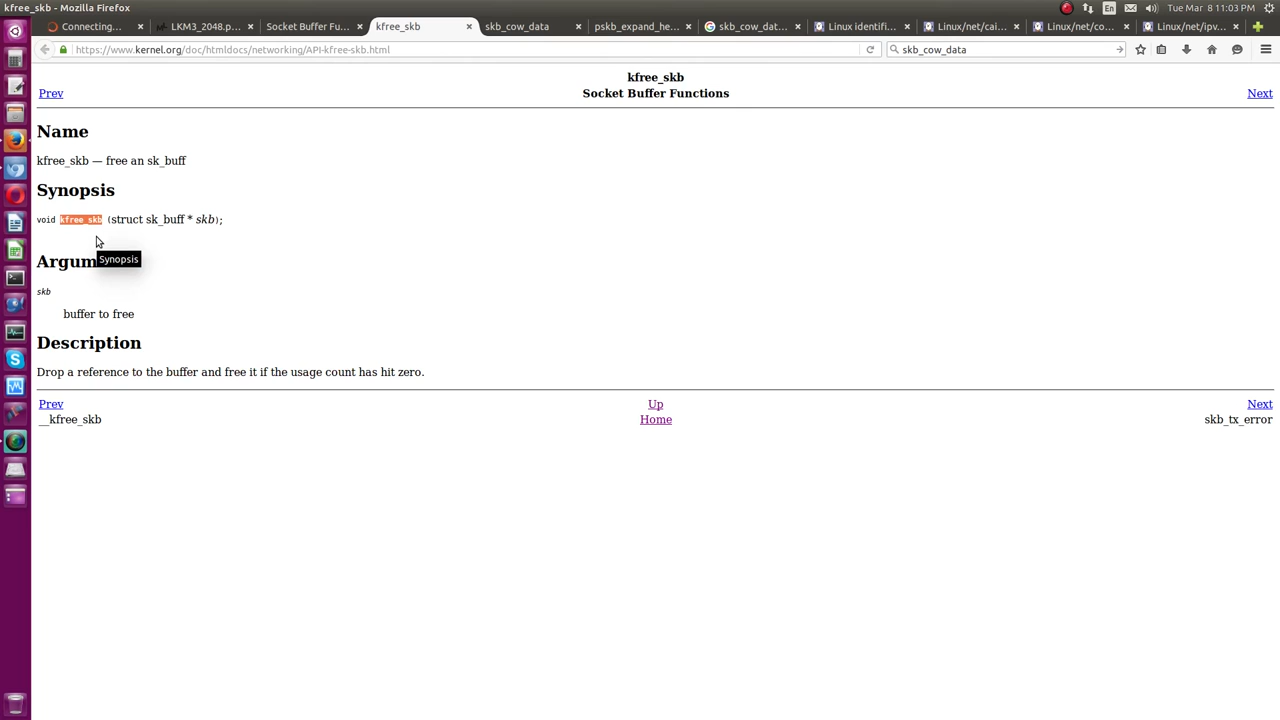 kfree_skb - Mozilla Firefox
En
Tue Mar 8 11:03 PM
Connecting...
LKM3_2048.p...
Socket Buffer Fu...
kfree_skb
skb_cow_data
pskb_expand_he...
skb_cow_dat...
Linux identifi...
Linux/net/cai...
Linux/net/co...
Linux/net/ipv...
https://www.kernel.org/doc/htmldocs/networking/API-kfree-skb.html
skb_cow_data
kfree_skb
Prev
Socket Buffer Functions
Next
Name
kfree_skb — free an sk_buff
Synopsis
void kfree_skb (struct sk_buff * skb);
Synopsis
skb
buffer to free
Description
Drop a reference to the buffer and free it if the usage count has hit zero.
Prev
Up
Next
__kfree_skb
Home
skb_tx_error